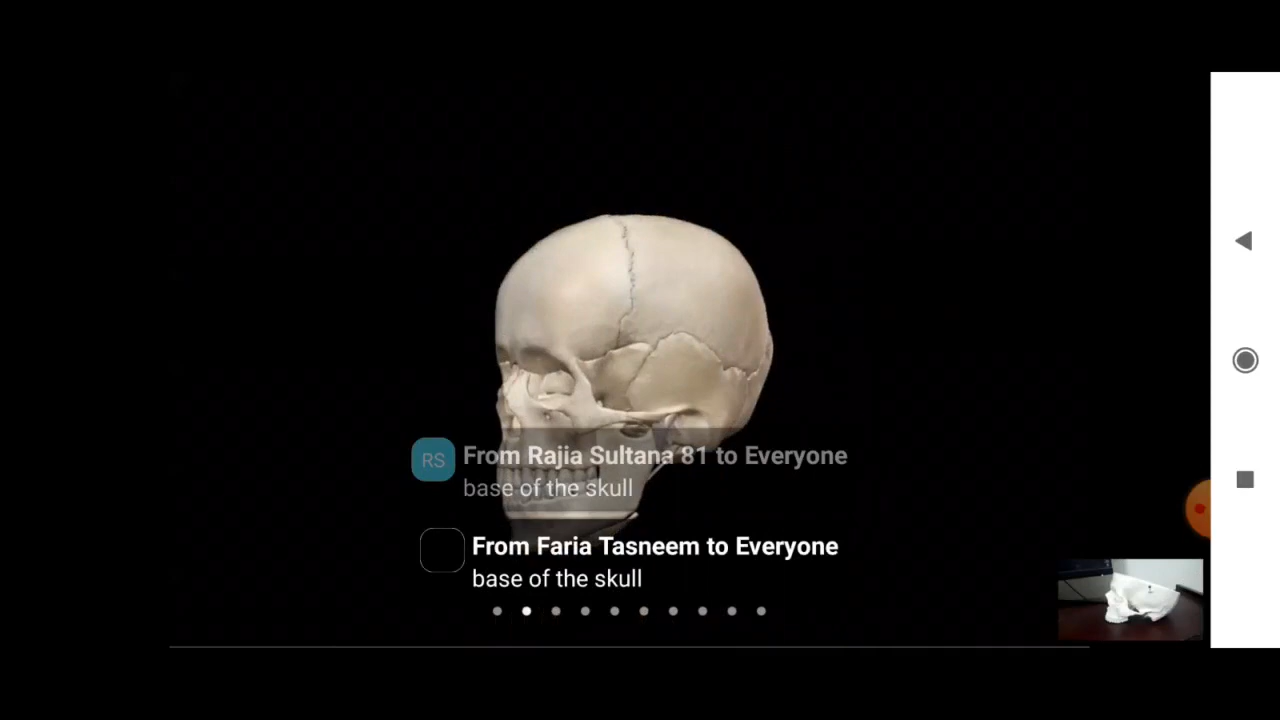 RS
From Rajia Sultana 81 to Everyone
base of the skull
From Faria Tasneem to Everyone
base of the skull